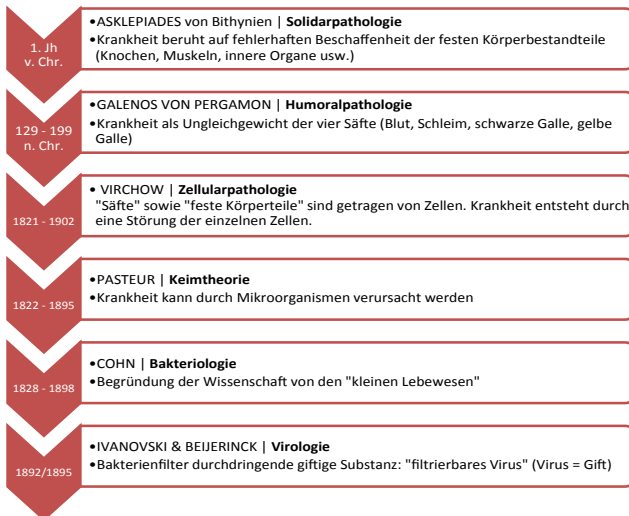 1. Jh
v. Chr.
•ASKLEPIADES von Bithynien | Solidarpathologie
•Krankheit beruht auf fehlerhaften Beschaffenheit der festen Körperbestandteile
(Knochen, Muskeln, innere Organe usw.)
129 - 199
n. Chr.
•GALENOS VON PERGAMON | Humoralpathologie
•Krankheit als Ungleichgewicht der vier Säfte (Blut, Schleim, schwarze Galle, gelbe
Galle)
1821 - 1902
• VIRCHOW | Zellularpathologie
"Säfte" sowie "feste Körperteile" sind getragen von Zellen. Krankheit entsteht durch
eine Störung der einzelnen Zellen.
1822 - 1895
•PASTEUR | Keimtheorie
•Krankheit kann durch Mikroorganismen verursacht werden
1828 - 1898
•COHN | Bakteriologie
•Begründung der Wissenschaft von den "kleinen Lebewesen"
1892/1895
•IVANOVSKI & BEIJERINCK | Virologie
•Bakterienfilter durchdringende giftige Substanz: "filtrierbares Virus" (Virus = Gift)